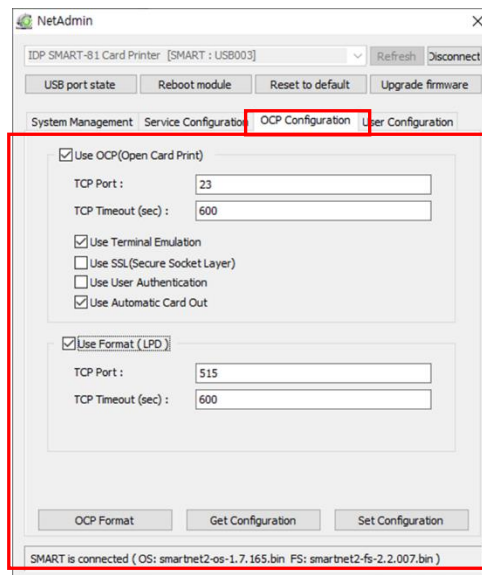 NetAdmin
IDP SMART-81 Card Printer [SMART : USB003] Refresh Disconnect
USB port state Reboot module Reset to default Upgrade firmware
System Management Service Configuration OCP Configuration User Configuration
Use OCP(Open Card Print)
TCP Port : 23
TCP Timeout (sec) : 600
Use Terminal Emulation
Use SSL(Secure Socket Layer)
Use User Authentication
Use Automatic Card Out
Use Format ( LPD )
TCP Port : 515
TCP Timeout (sec) : 600
OCP Format Get Configuration Set Configuration
SMART is connected ( OS: smartnet2-os-1.7.165.bin FS: smartnet2-fs-2.2.007.bin )